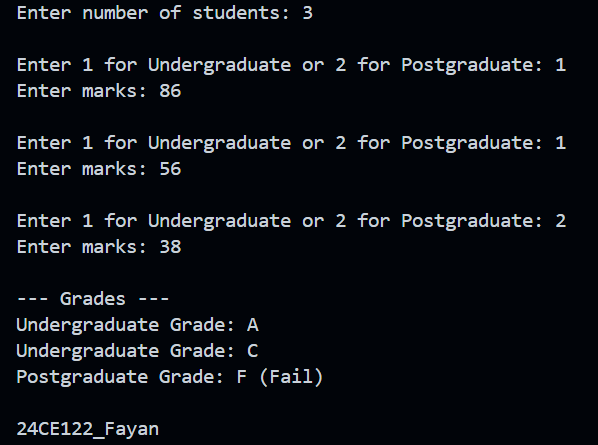 Enter number of students: 3
Enter 1 for Undergraduate or 2 for Postgraduate: 1
Enter marks: 86
Enter 1 for Undergraduate or 2 for Postgraduate: 1
Enter marks: 56
Enter 1 for Undergraduate or 2 for Postgraduate: 2
Enter marks: 38
--- Grades ---
Undergraduate Grade: A
Undergraduate Grade: C
Postgraduate Grade: F (Fail)
24CE122_Fayan